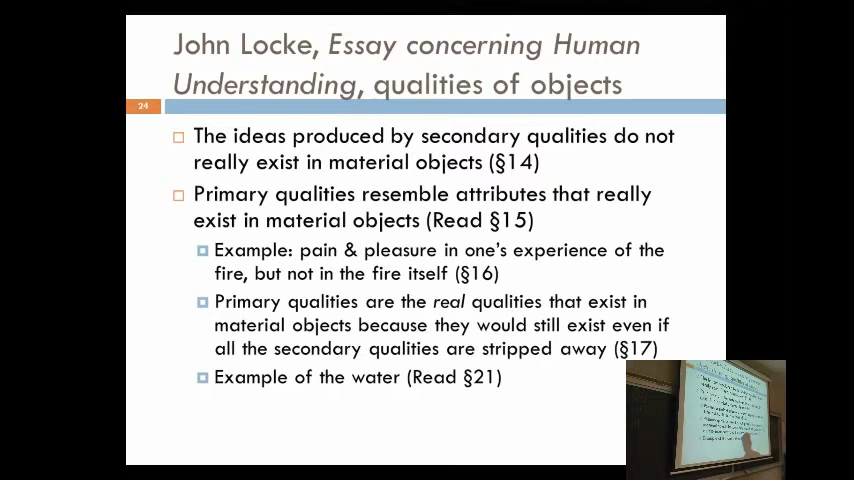 John Locke, Essay concerning Human
Understanding, qualities of objects
24
The ideas produced by secondary qualities do not
really exist in material objects (§14)
Primary qualities resemble attributes that really
exist in material objects (Read §15)
Example: pain & pleasure in one's experience of the
fire, but not in the fire itself (§16)
Primary qualities are the real qualities that exist in
material objects because they would still exist even if
all the secondary qualities are stripped away (§17)
Example of the water (Read §21)